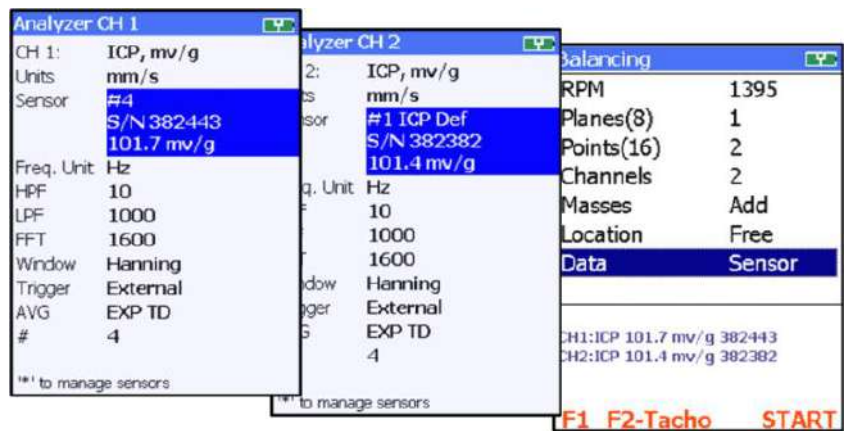 Analyzer CH 1
CH 1: ICP, mv/g
Units mm/s
Sensor #4
S/N 382443
101.7 mv/g
Freq. Unit Hz
HPF 10
LPF 1000
FFT 1600
Window Hanning
Trigger External
AVG EXP TD
# 4
'*' to manage sensors
alyzer CH 2
2: ICP, mv/g
ts mm/s
sor #1 ICP Def
S/N 382382
101.4 mv/g
q. Unit Hz
10
1000
1600
dow Hanning
gger External
G EXP TD
4
'*' to manage sensors
Balancing
RPM 1395
Planes(8) 1
Points(16) 2
Channels 2
Masses Add
Location Free
Data Sensor
CH1:ICP 101.7 mv/g 382443
CH2:ICP 101.4 mv/g 382382
F1 F2-Tacho START